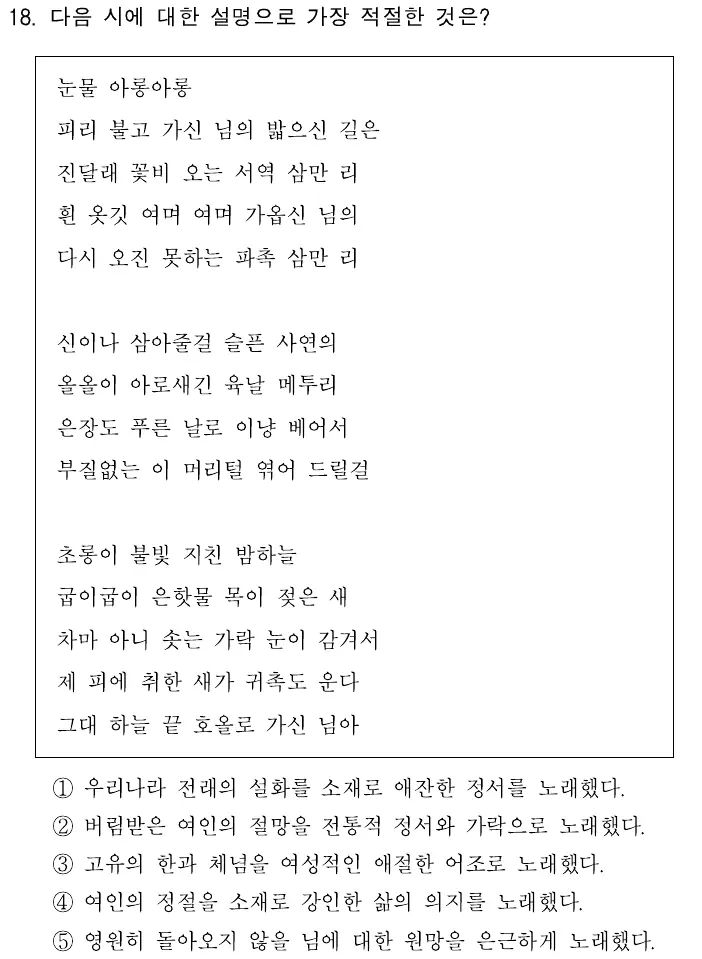 18. 다음 시에 대한 설명으로 가장 적절한 것은?
눈물 아롱아롱
피리 불고 가신 님의 밟으신 길은
진달래 꽃비 오는 서역 삼만 리
흰 옷깃 여며 여며 가옵신 님의
다시 오진 못하는 파촉 삼만 리
신이나 삼아줄걸 슬픈 사연의
올올이 아로새긴 육날 메투리
은장도 푸른 날로 이냥 베어서
부질없는 이 머리털 엮어 드릴걸
초롱이 불빛 지친 밤하늘
굽이굽이 은핫물 목이 젖은 새
차마 아니 솟는 가락 눈이 감겨서
제 피에 취한 새가 귀촉도 운다
그대 하늘 끝 호올로 가신 님아
① 우리나라 전래의 설화를 소재로 애잔한 정서를 노래했다.
② 버림받은 여인의 절망을 전통적 정서와 가락으로 노래했다.
③ 고유의 한과 체념을 여성적인 애절한 어조로 노래했다.
④ 여인의 정절을 소재로 강인한 삶의 의지를 노래했다.
⑤ 영원히 돌아오지 않을 님에 대한 원망을 은근하게 노래했다.